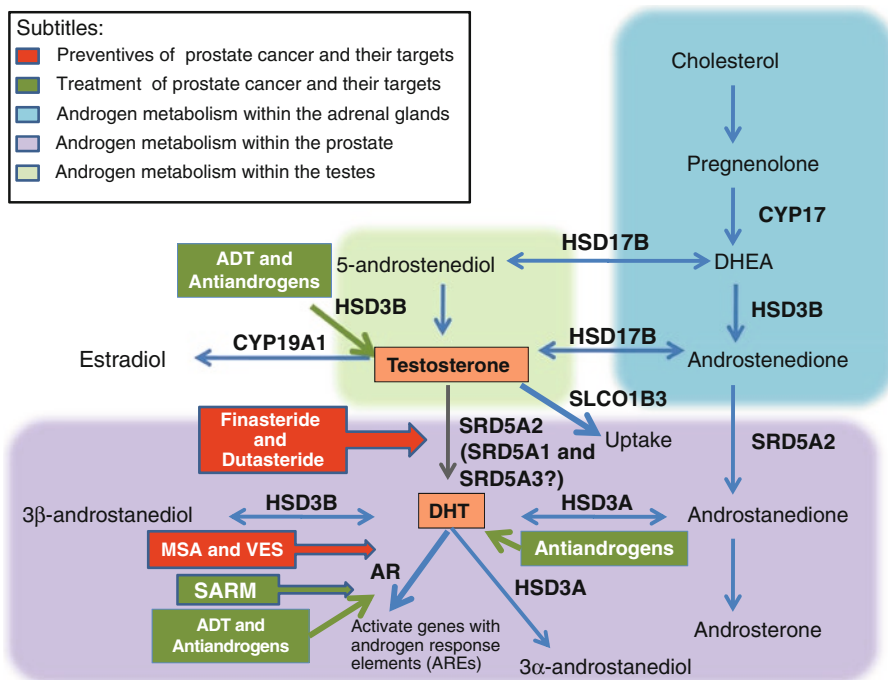 Subtitles:
Preventives of prostate cancer and their targets
Treatment of prostate cancer and their targets
Androgen metabolism within the adrenal glands
Androgen metabolism within the prostate
Androgen metabolism within the testes
Cholesterol
Pregnenolone
CYP17
HSD17B
ADT and
Antiandrogens
5-androstenediol
DHEA
HSD3B
HSD3B
CYP19A1
HSD17B
Estradiol
Testosterone
Androstenedione
SLCO1B3
Finasteride
and
Dutasteride
SRD5A2
(SRD5A1 and
SRD5A3?)
Uptake
SRD5A2
HSD3B
HSD3A
3β-androstanediol
DHT
Androstanedione
MSA and VES
Antiandrogens
AR
SARM
HSD3A
ADT and
Antiandrogens
Activate genes with
androgen response
elements (AREs)
Androsterone
3α-androstanediol